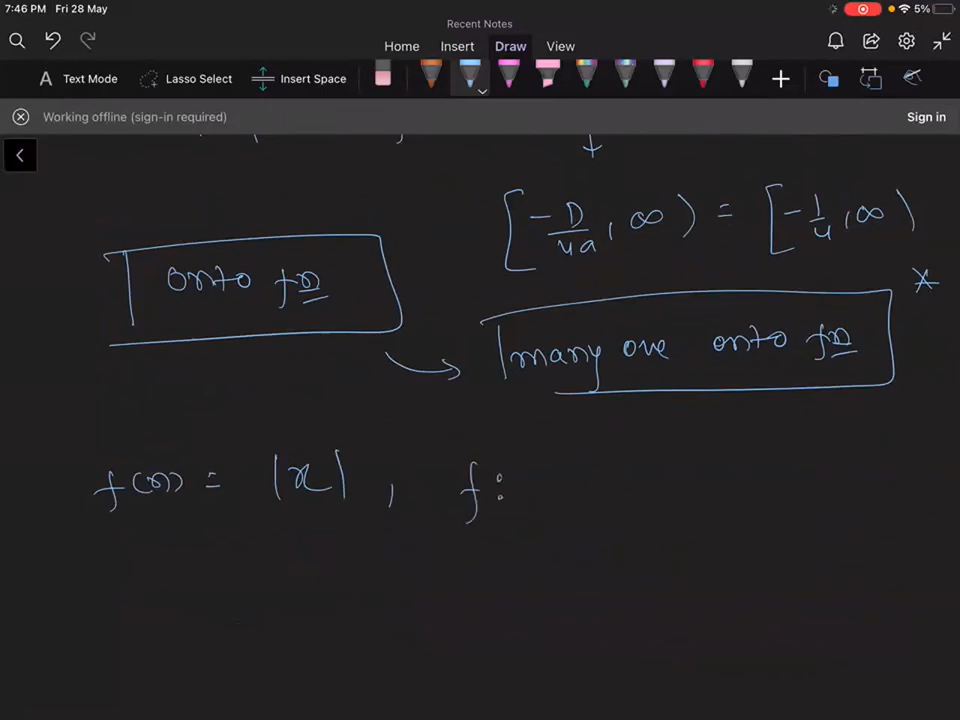 7:46 PM Fri 28 May 5%
Recent Notes
Home Insert Draw View
Text Mode Lasso Select Insert Space
Working offline (sign-in required) Sign in
[-D/4a, ∞) = [-1/4, ∞)
onto fn
many one onto fn
f(x) = |x|, f: